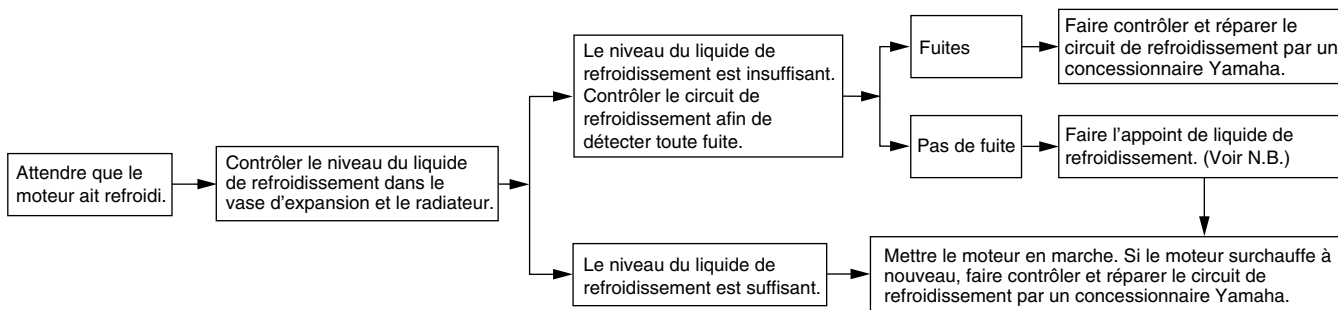 Attendre que le
moteur ait refroidi.
Contrôler le niveau du liquide
de refroidissement dans le
vase d'expansion et le radiateur.
Le niveau du liquide de
refroidissement est insuffisant.
Contrôler le circuit de
refroidissement afin de
détecter toute fuite.
Fuites
Faire contrôler et réparer le
circuit de refroidissement par un
concessionnaire Yamaha.
Pas de fuite
Faire l'appoint de liquide de
refroidissement. (Voir N.B.)
Le niveau du liquide de
refroidissement est suffisant.
Mettre le moteur en marche. Si le moteur surchauffe à
nouveau, faire contrôler et réparer le circuit de
refroidissement par un concessionnaire Yamaha.